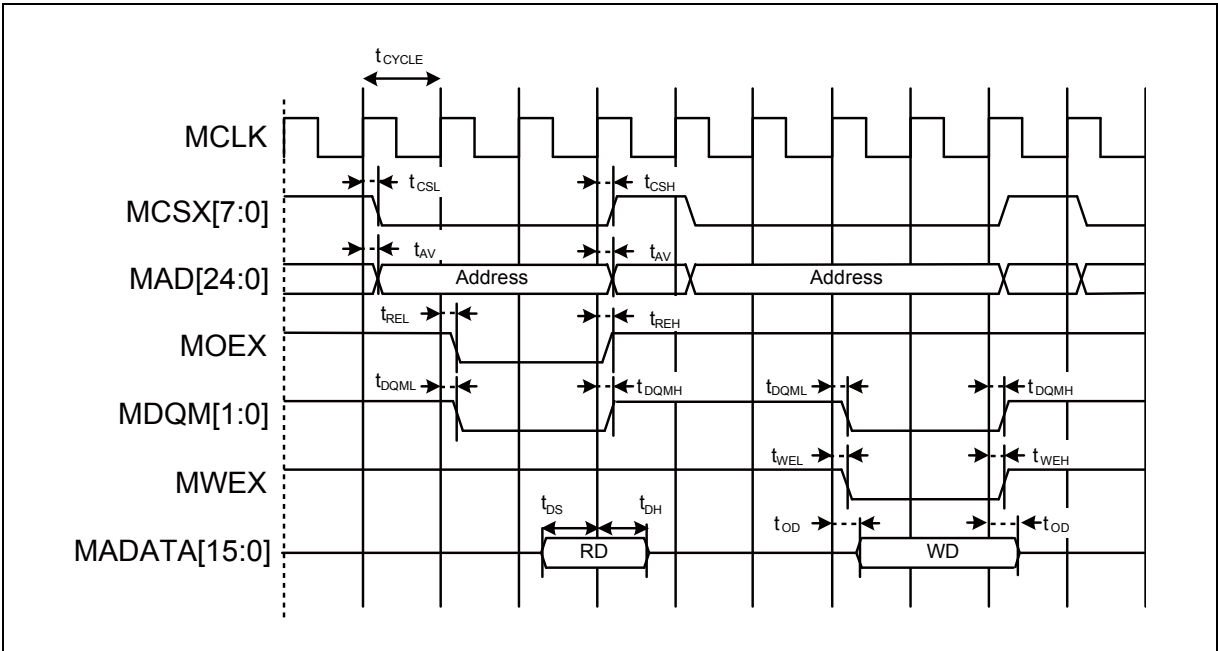 tCYCLE
MCLK
tCSL
tCSH
MCSX[7:0]
tAV
tAV
MAD[24:0]
Address
Address
tREL
tREH
MOEX
tDQML
tDQMH
tDQML
tDQMH
MDQM[1:0]
tWEL
tWEH
MWEX
tDS
tDH
tOD
tOD
MADATA[15:0]
RD
WD